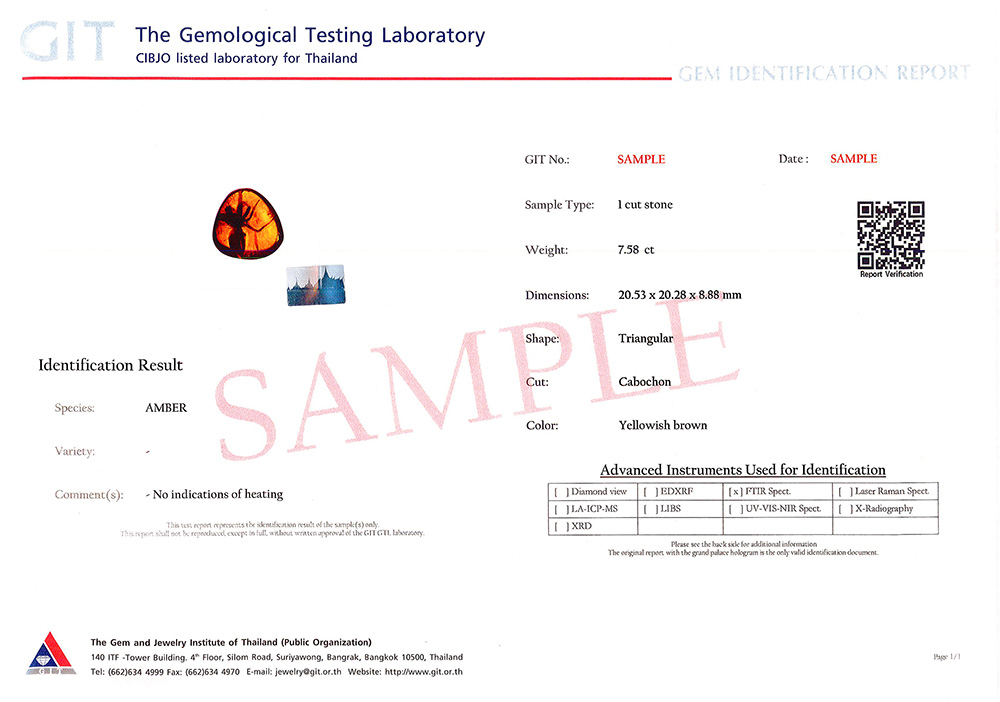 GIT
The Gemological Testing Laboratory
CIBJO listed laboratory for Thailand
GEM IDENTIFICATION REPORT
GIT No.: SAMPLE Date : SAMPLE
Sample Type: 1 cut stone
Weight: 7.58 ct
Report Verification
Dimensions: 20.53 x 20.28 x 8.88 mm
Shape: Triangular
Cut: Cabochon
Color: Yellowish brown
SAMPLE
Identification Result
Species: AMBER
Variety: -
Comment(s): - No indications of heating
This test report represents the identification result of the sample(s) only.
This report shall not be reproduced, except in full, without written approval of the GIT GTL laboratory.
Advanced Instruments Used for Identification
[ ] Diamond view [ ] EDXRF [x] FTIR Spect. [ ] Laser Raman Spect.
[ ] LA-ICP-MS [ ] LIBS [ ] UV-VIS-NIR Spect. [ ] X-Radiography
[ ] XRD
Please see the back side for additional information
The original report with the grand palace hologram is the only valid identification document.
GIT
The Gem and Jewelry Institute of Thailand (Public Organization)
140 ITF -Tower Building. 4th Floor, Silom Road, Suriyawong, Bangrak, Bangkok 10500, Thailand
Tel: (662)634 4999 Fax: (662)634 4970 E-mail: jewelry@git.or.th Website: http://www.git.or.th
Page 1/1